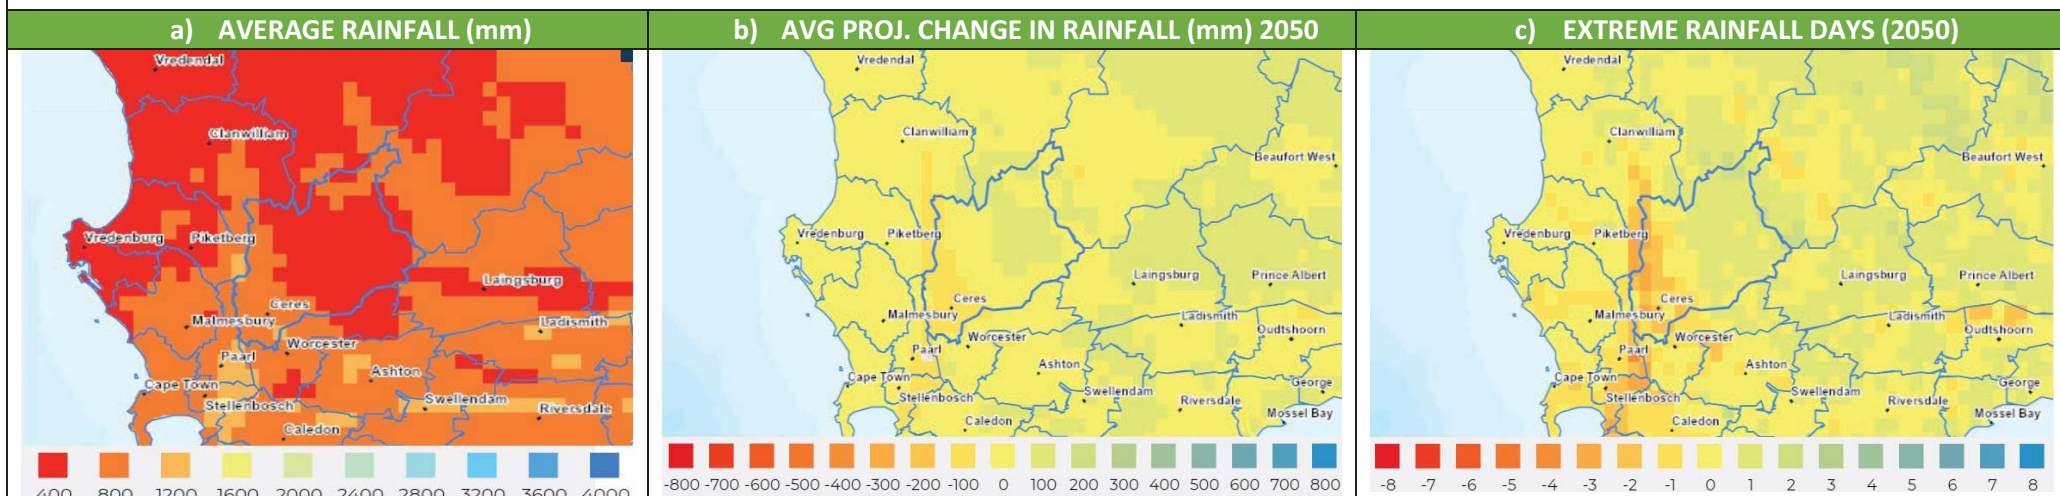 a) AVERAGE RAINFALL (mm)
Vredendal
Clanwilliam
Vredenburg
Piketberg
Laingsburg
Ceres
Malmesbury
Ladismith
Worcester
Paarl
Ashton
Cape Town
Stellenbosch
Swellendam
Riversdale
Caledon
400 800 1200 1600 2000 2400 2800 3200 3600 4000
b) AVG PROJ. CHANGE IN RAINFALL (mm) 2050
Vredendal
Clanwilliam
Beaufort West
Vredenburg
Piketberg
Laingsburg
Prince Albert
Ceres
Malmesbury
Ladismith
Oudtshoorn
Worcester
Paarl
Ashton
Cape Town
George
Stellenbosch
Swellendam
Riversdale
Mossel Bay
Caledon
-800 -700 -600 -500 -400 -300 -200 -100 0 100 200 300 400 500 600 700 800
c) EXTREME RAINFALL DAYS (2050)
Vredendal
Clanwilliam
Beaufort West
Vredenburg
Piketberg
Laingsburg
Prince Albert
Ceres
Malmesbury
Ladismith
Oudtshoorn
Worcester
Paarl
Ashton
Cape Town
George
Stellenbosch
Swellendam
Riversdale
Mossel Bay
Caledon
-8 -7 -6 -5 -4 -3 -2 -1 0 1 2 3 4 5 6 7 8